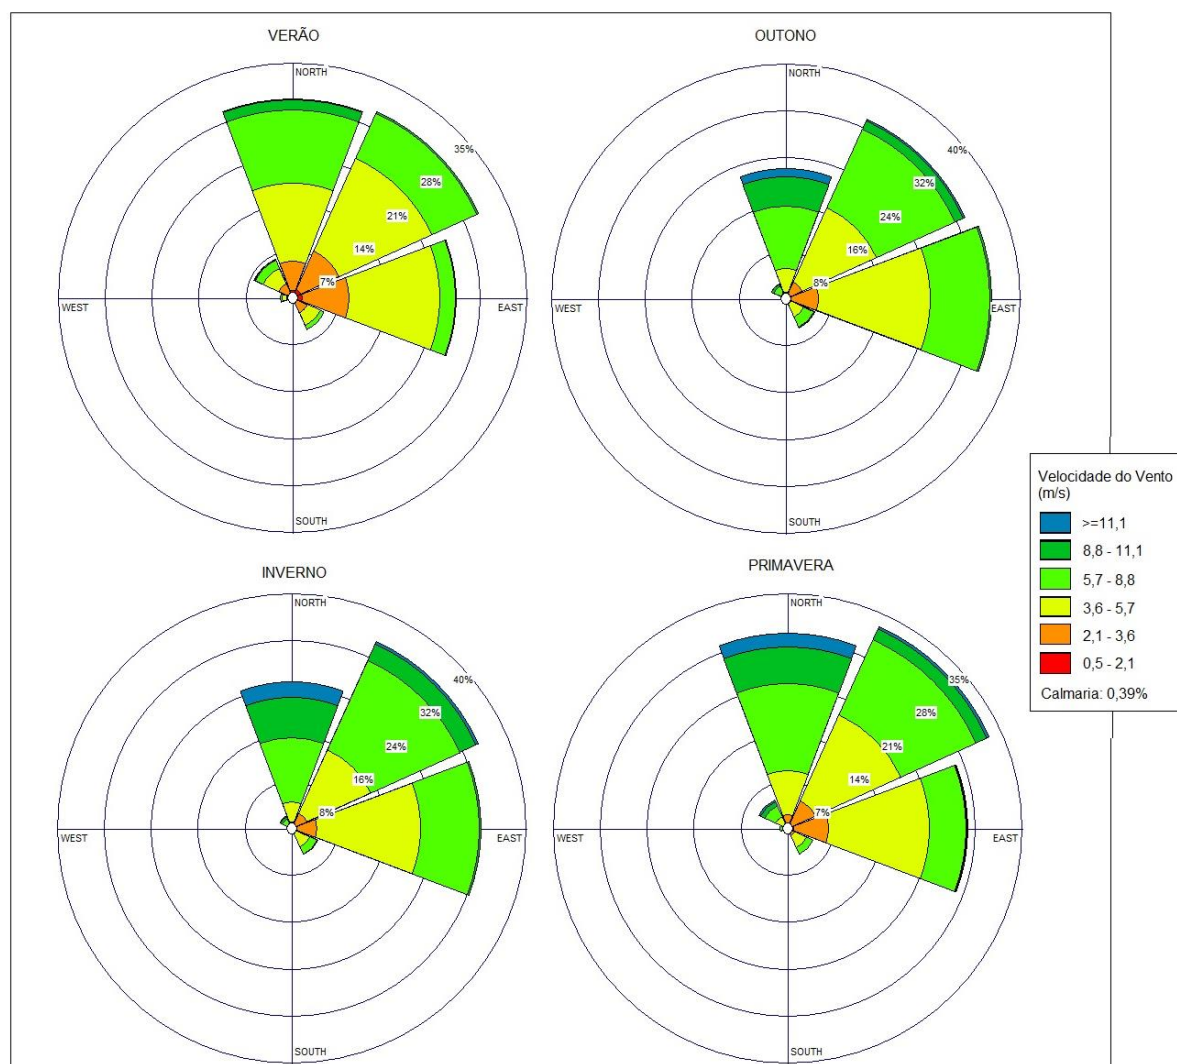 VERÃO
NORTH
35%
28%
21%
14%
7%
WEST
EAST
SOUTH
OUTONO
NORTH
40%
32%
24%
16%
8%
WEST
EAST
SOUTH
INVERNO
NORTH
40%
32%
24%
16%
8%
WEST
EAST
SOUTH
PRIMAVERA
NORTH
35%
28%
21%
14%
7%
WEST
EAST
SOUTH
Velocidade do Vento
(m/s)
>=11,1
8,8 - 11,1
5,7 - 8,8
3,6 - 5,7
2,1 - 3,6
0,5 - 2,1
Calmaria: 0,39%